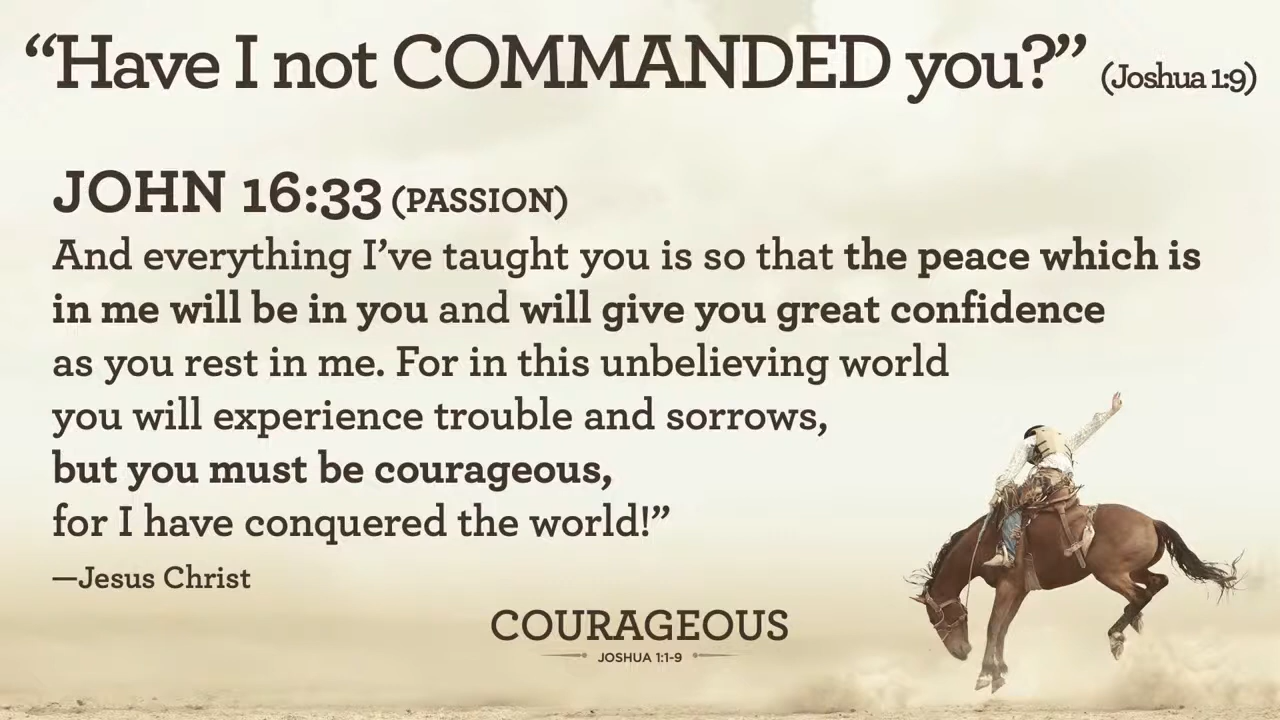 “Have I not COMMANDED you?” (Joshua 1:9)
JOHN 16:33 (PASSION)
And everything I’ve taught you is so that the peace which is
in me will be in you and will give you great confidence
as you rest in me. For in this unbelieving world
you will experience trouble and sorrows,
but you must be courageous,
for I have conquered the world!”
—Jesus Christ
COURAGEOUS
JOSHUA 1:1-9